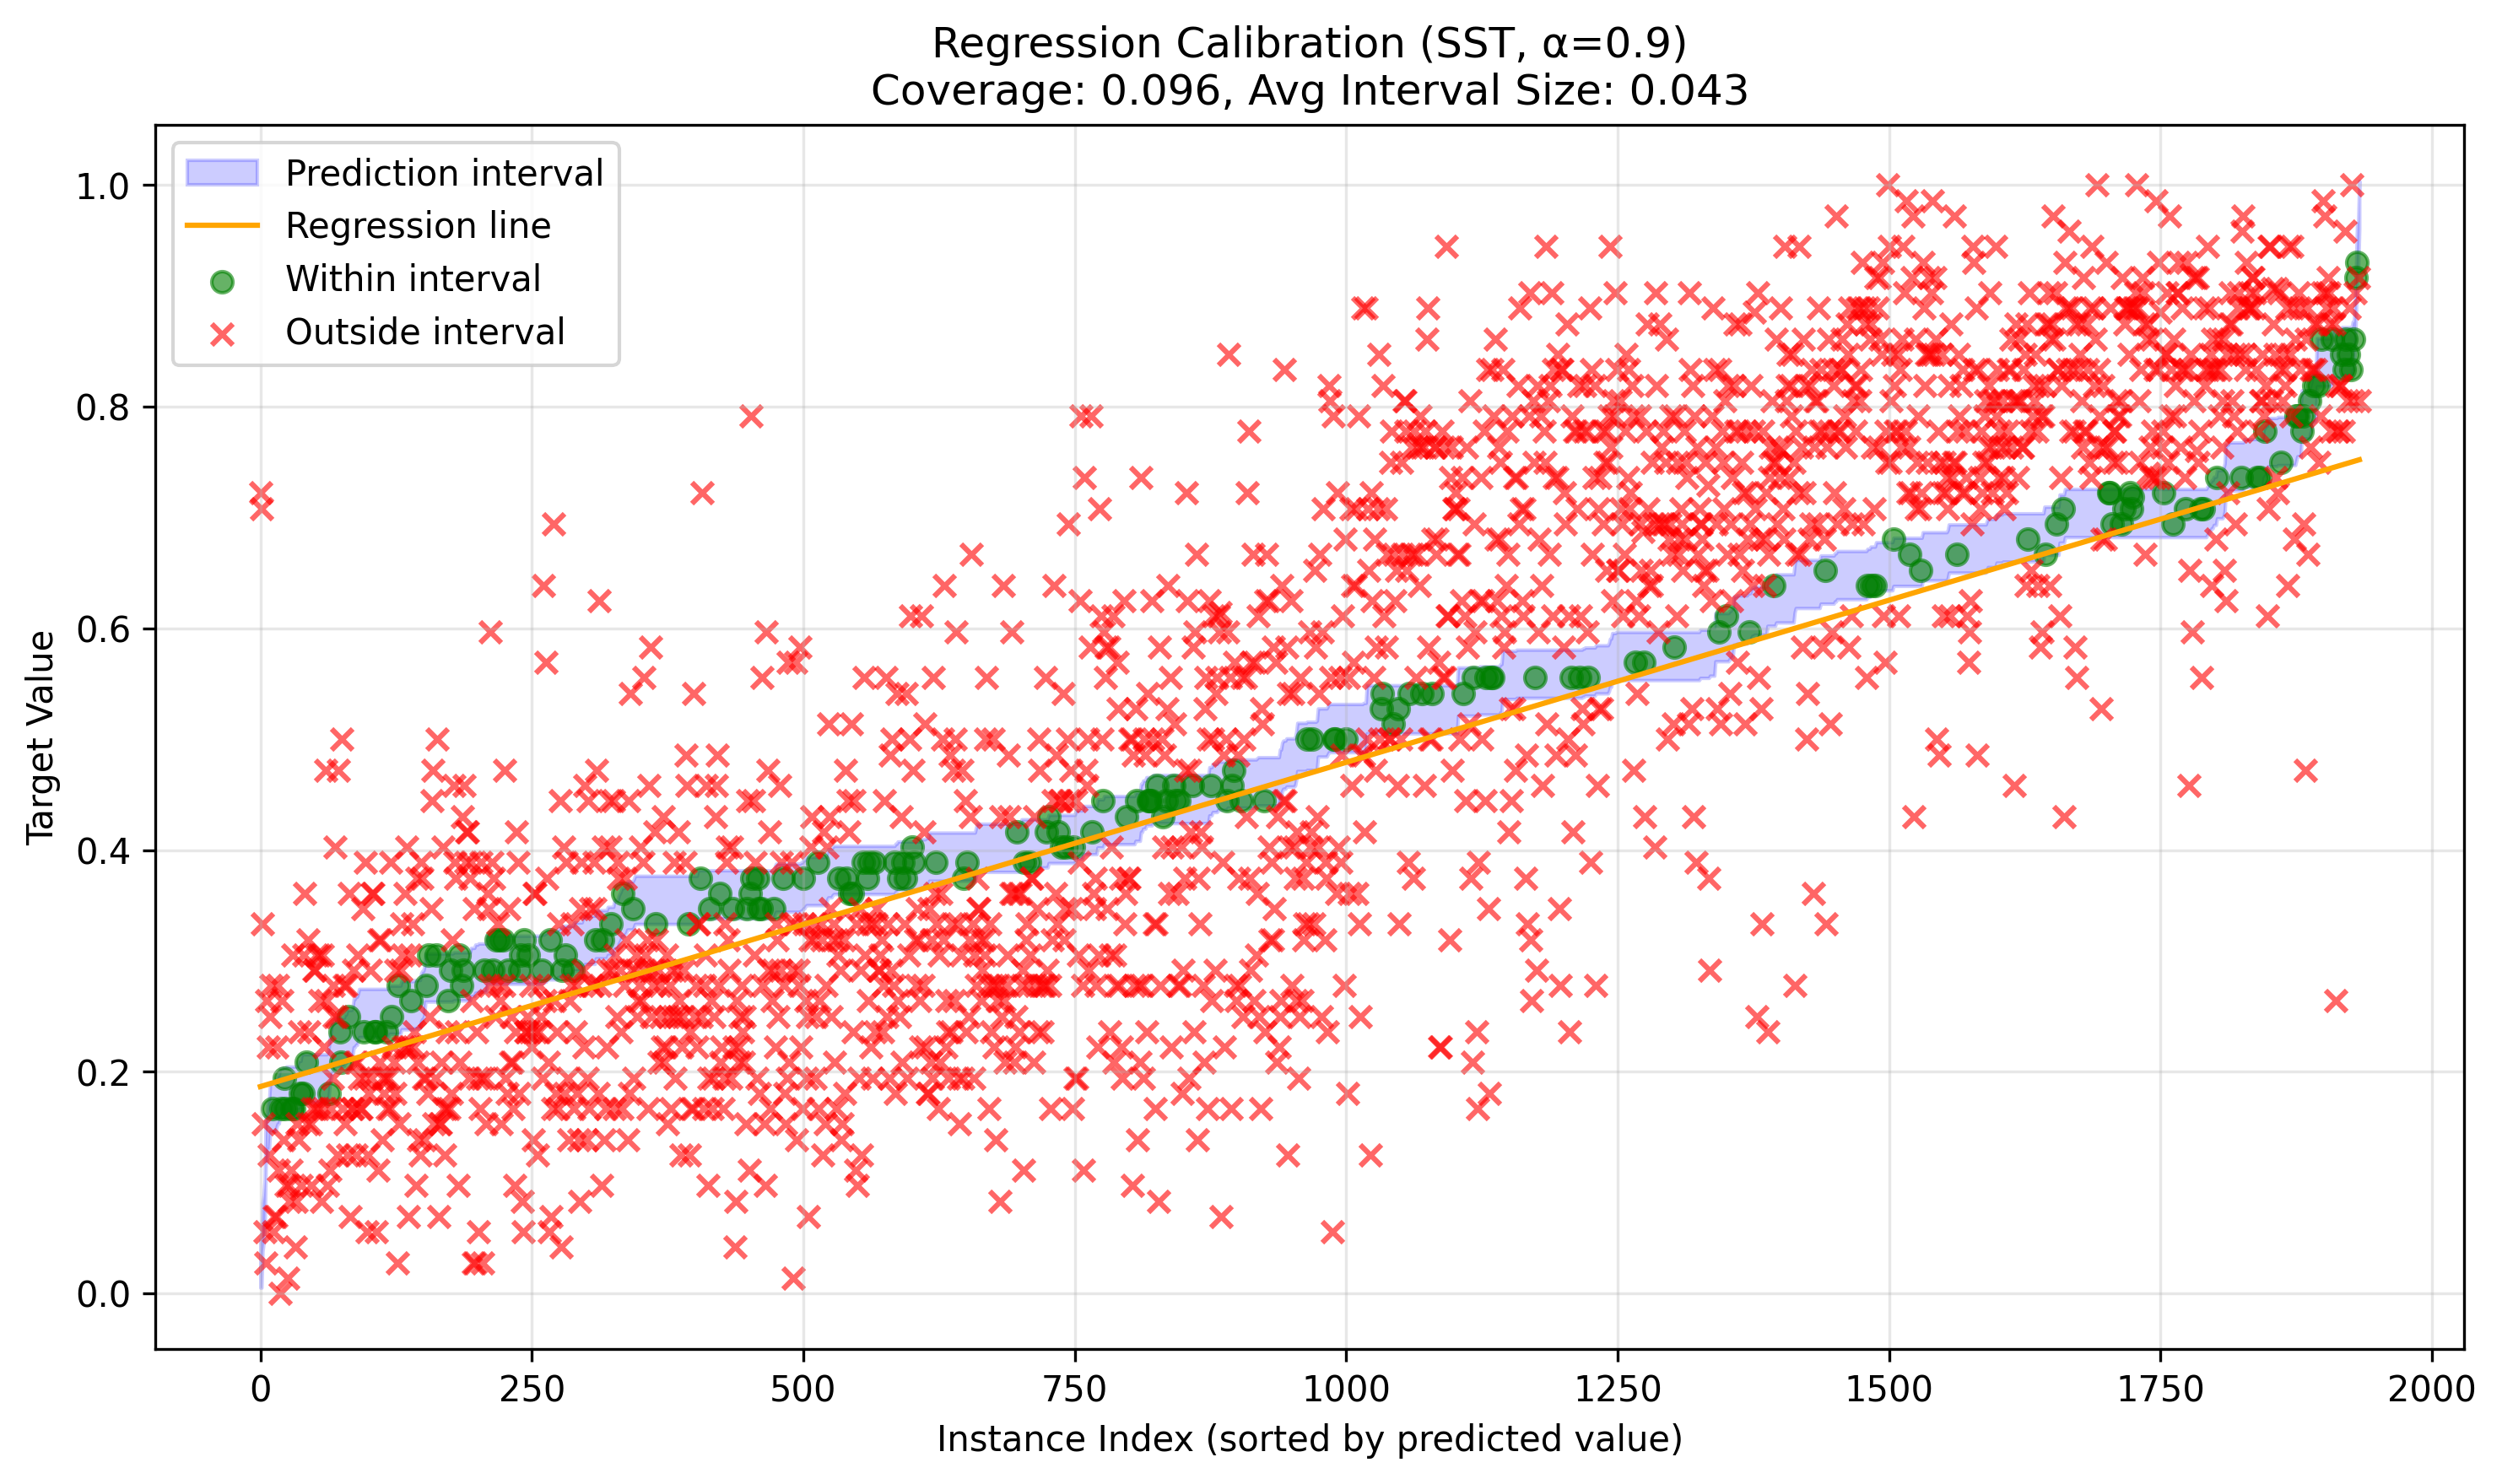 Regression Calibration (SST, α=0.9)
Coverage: 0.096, Avg Interval Size: 0.043
Prediction interval
Regression line
Within interval
Outside interval
Target Value
1.0
0.8
0.6
0.4
0.2
0.0
0 250 500 750 1000 1250 1500 1750 2000
Instance Index (sorted by predicted value)